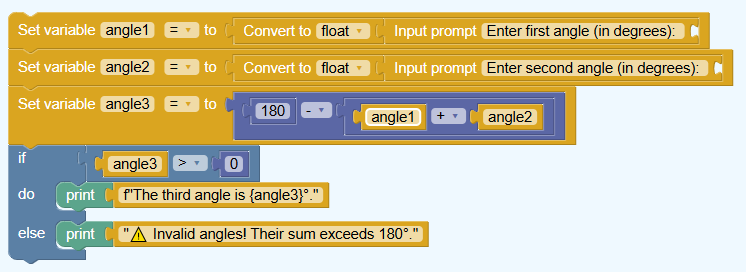 Set variable angle1 = ▾ to Convert to float ▾ Input prompt Enter first angle (in degrees):
Set variable angle2 = ▾ to Convert to float ▾ Input prompt Enter second angle (in degrees):
Set variable angle3 = ▾ to 180 - ▾ angle1 + ▾ angle2
if angle3 > ▾ 0
do print f"The third angle is {angle3}°."
else print "⚠ Invalid angles! Their sum exceeds 180°."